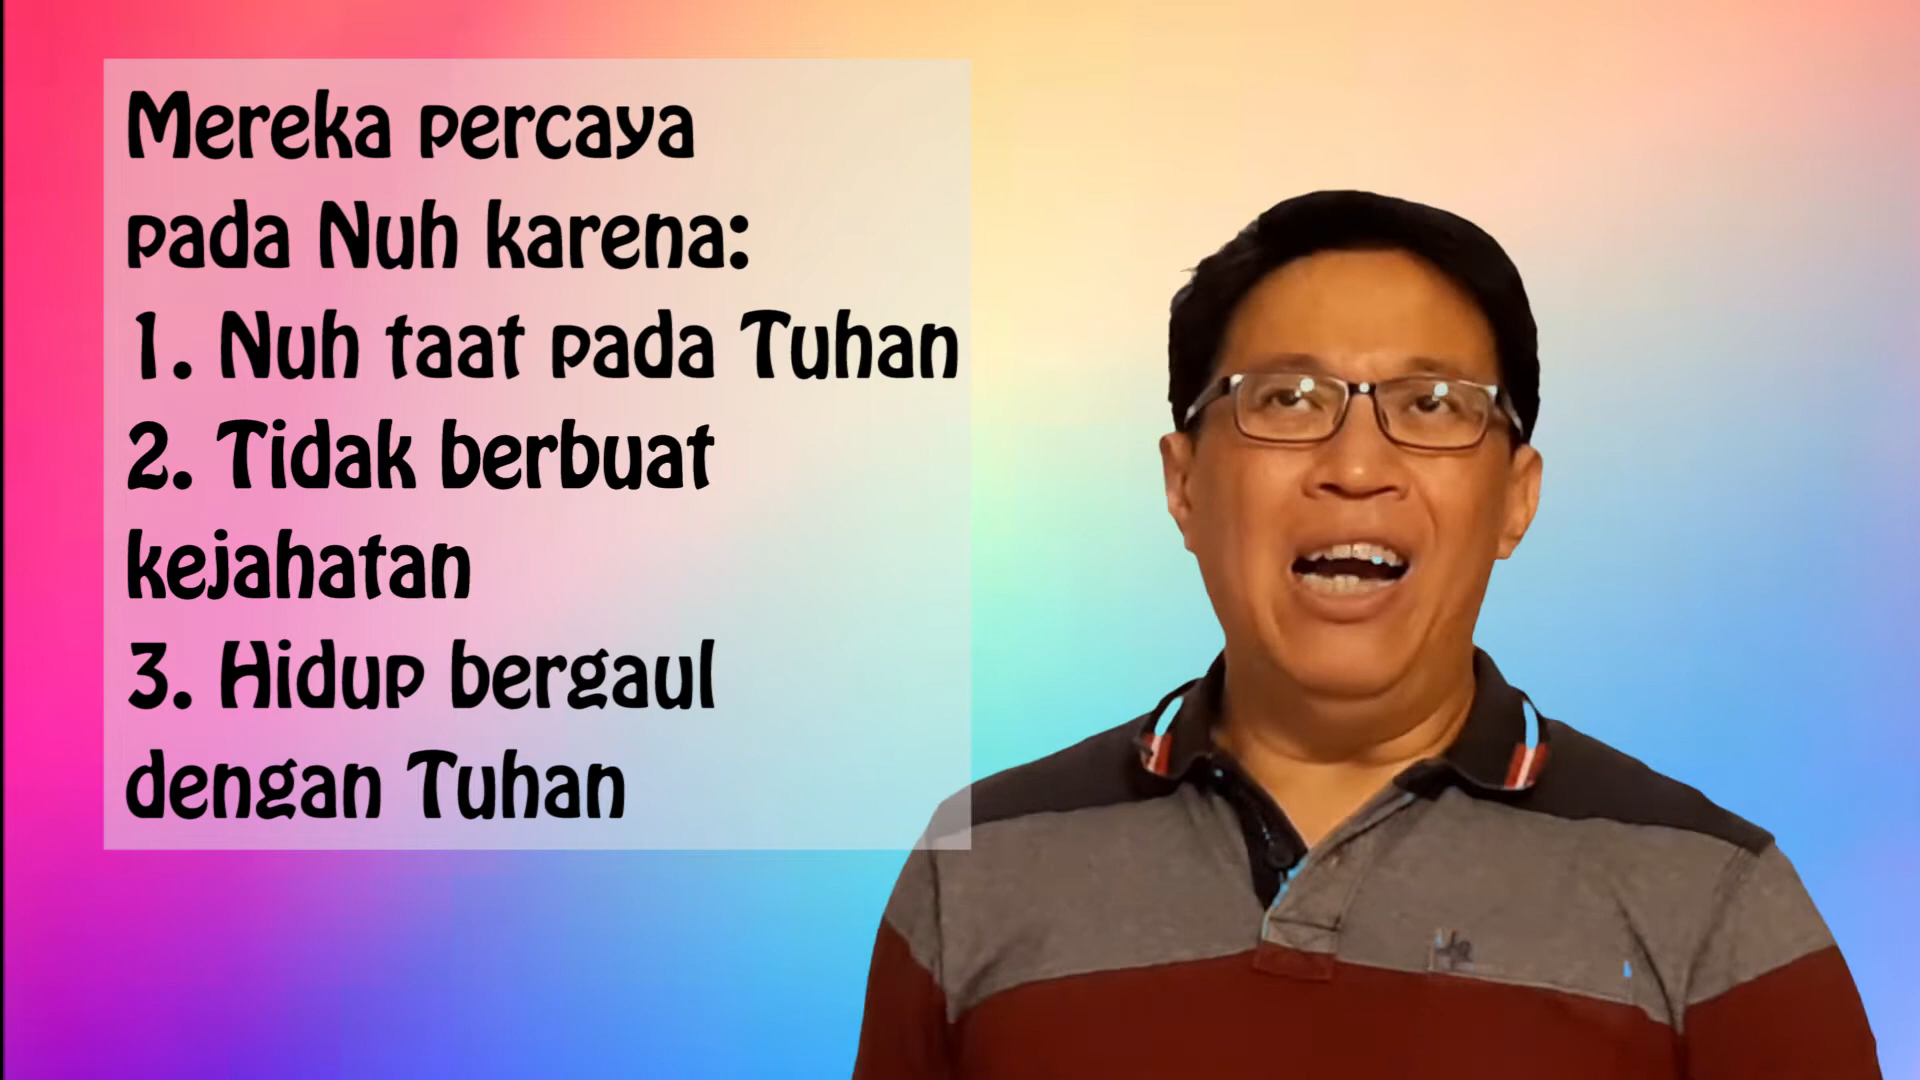 Mereka percaya
pada Nuh karena:
1. Nuh taat pada Tuhan
2. Tidak berbuat
kejahatan
3. Hidup bergaul
dengan Tuhan